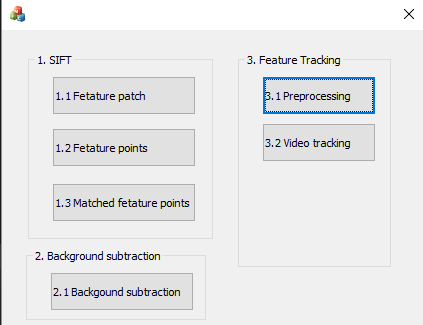 1. SIFT
1.1 Fetature patch
1.2 Fetature points
1.3 Matched fetature points
2. Background subtraction
2.1 Backgound subtraction
3. Feature Tracking
3.1 Preprocessing
3.2 Video tracking